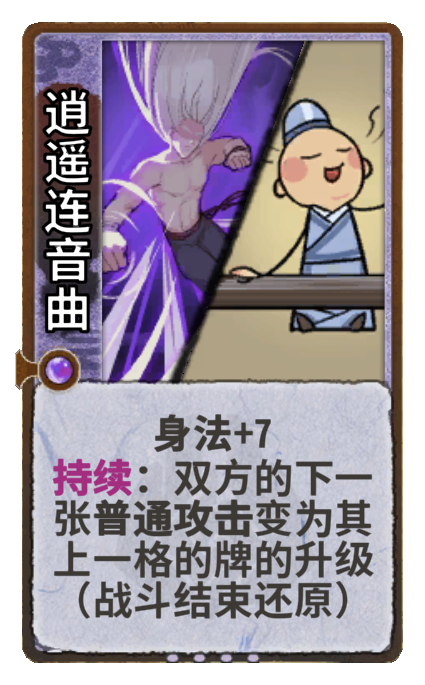 逍遥连音曲
身法+7
持续：双方的下一
张普通攻击变为其
上一格的牌的升级
（战斗结束还原）